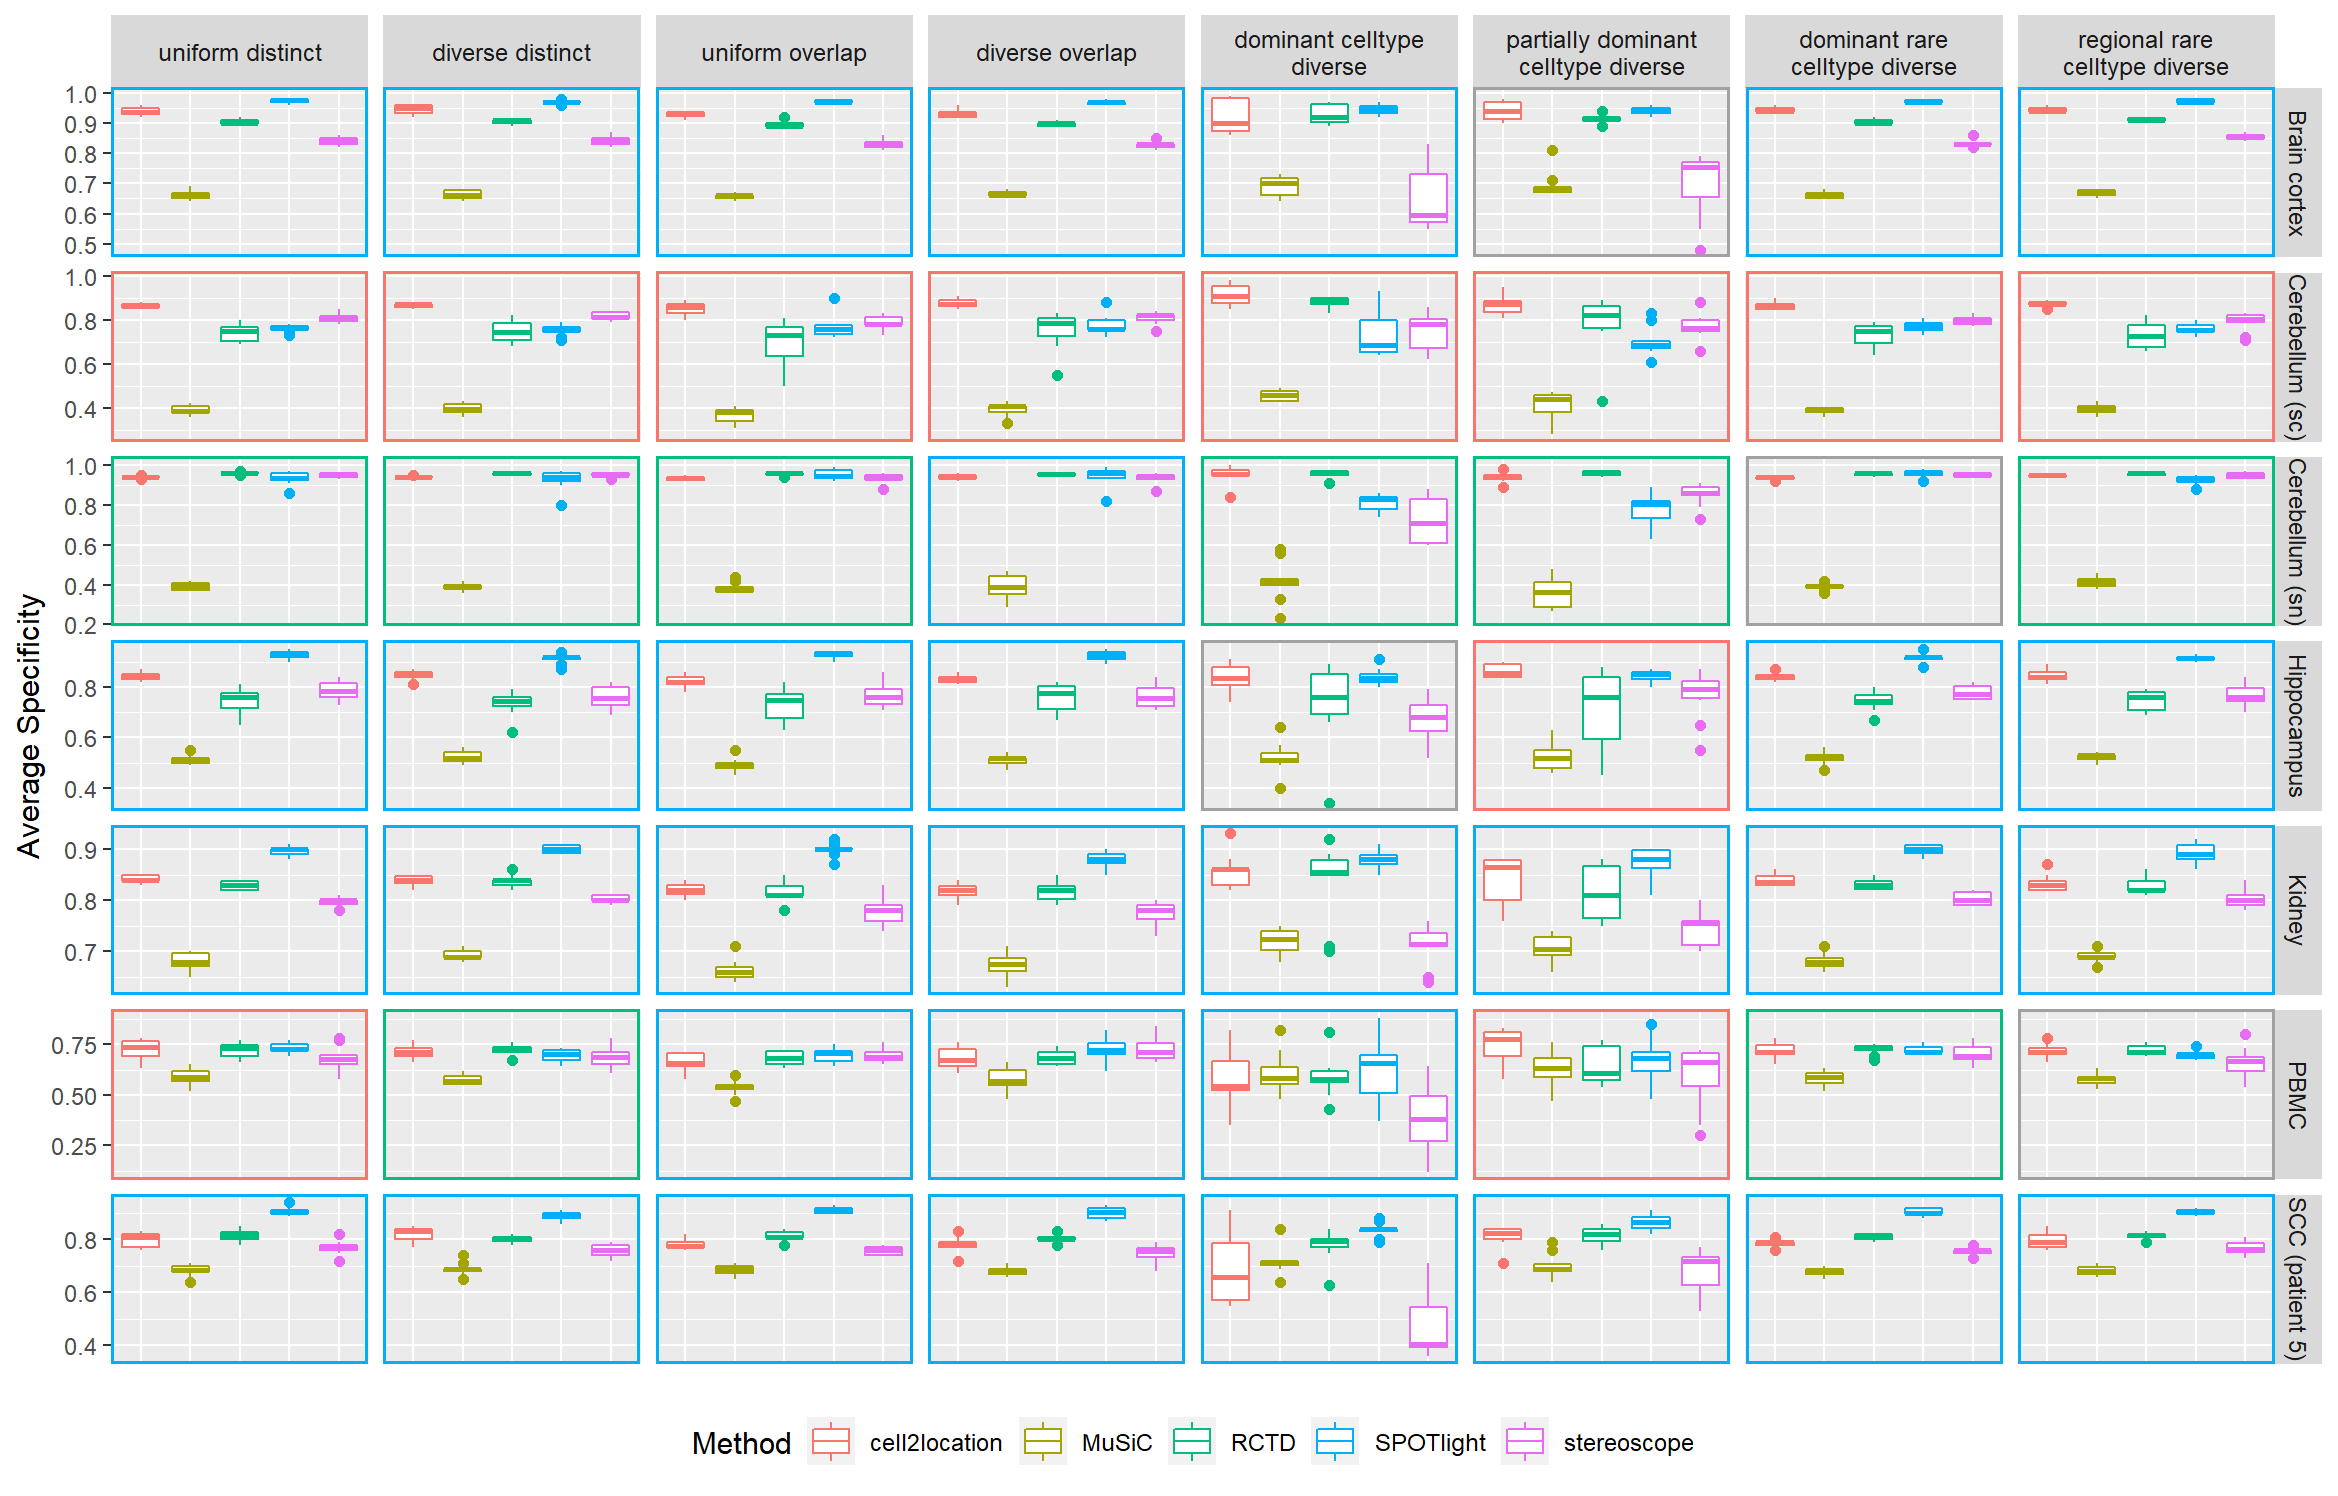 uniform distinct
diverse distinct
uniform overlap
diverse overlap
dominant celltype
diverse
partially dominant
celltype diverse
dominant rare
celltype diverse
regional rare
celltype diverse
1.0
0.9
0.8
0.7
0.6
0.5
Brain cortex
1.0
0.8
0.6
0.4
Cerebellum (sc)
1.0
0.8
0.6
0.4
0.2
Cerebellum (sn)
0.8
0.6
0.4
Hippocampus
0.9
0.8
0.7
Kidney
0.75
0.50
0.25
PBMC
0.8
0.6
0.4
SCC (patient 5)
Average Specificity
Method cell2location MuSiC RCTD SPOTlight stereoscope